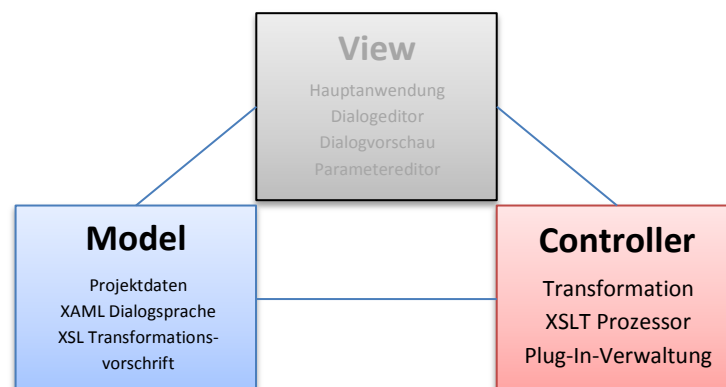 View
Hauptanwendung
Dialogeditor
Dialogvorschau
Parametereditor
Model
Projektdaten
XAML Dialogsprache
XSL Transformations-
vorschrift
Controller
Transformation
XSLT Prozessor
Plug-In-Verwaltung